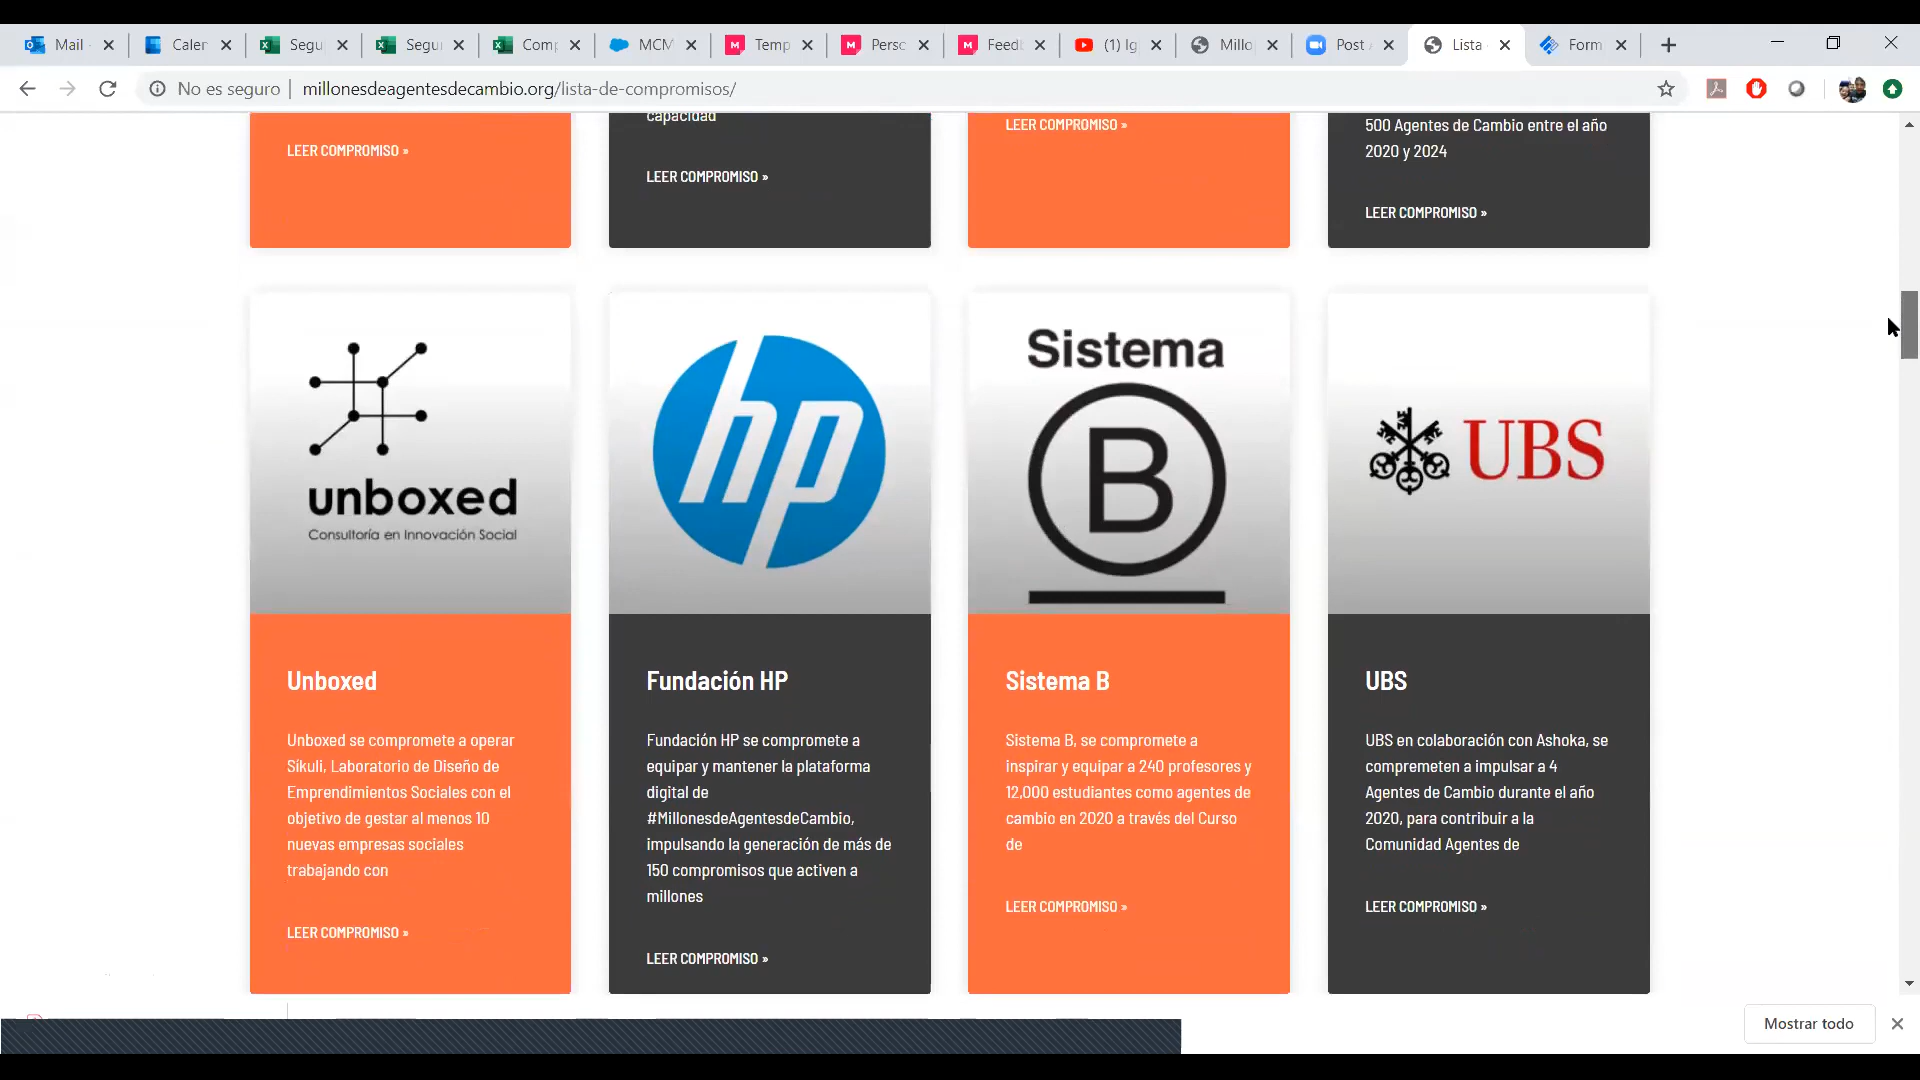 Mail
Caler
Segu
Segui
Comp
MCM
Temp
Perso
Feedb
(1) Ig
Millo
Post
Lista
Form
No es seguro | millonesdeagentesdecambio.org/lista-de-compromisos/
LEER COMPROMISO »
capacidad
LEER COMPROMISO »
LEER COMPROMISO »
500 Agentes de Cambio entre el año
2020 y 2024
LEER COMPROMISO »
unboxed
Consultoría en Innovación Social
Unboxed
Unboxed se compromete a operar
Síkuli, Laboratorio de Diseño de
Emprendimientos Sociales con el
objetivo de gestar al menos 10
nuevas empresas sociales
trabajando con
LEER COMPROMISO »
hp
Fundación HP
Fundación HP se compromete a
equipar y mantener la plataforma
digital de
#MillonesdeAgentesdeCambio,
impulsando la generación de más de
150 compromisos que activen a
millones
LEER COMPROMISO »
Sistema
B
Sistema B
Sistema B, se compromete a
inspirar y equipar a 240 profesores y
12,000 estudiantes como agentes de
cambio en 2020 a través del Curso
de
LEER COMPROMISO »
UBS
UBS
UBS en colaboración con Ashoka, se
compremeten a impulsar a 4
Agentes de Cambio durante el año
2020, para contribuir a la
Comunidad Agentes de
LEER COMPROMISO »
Mostrar todo